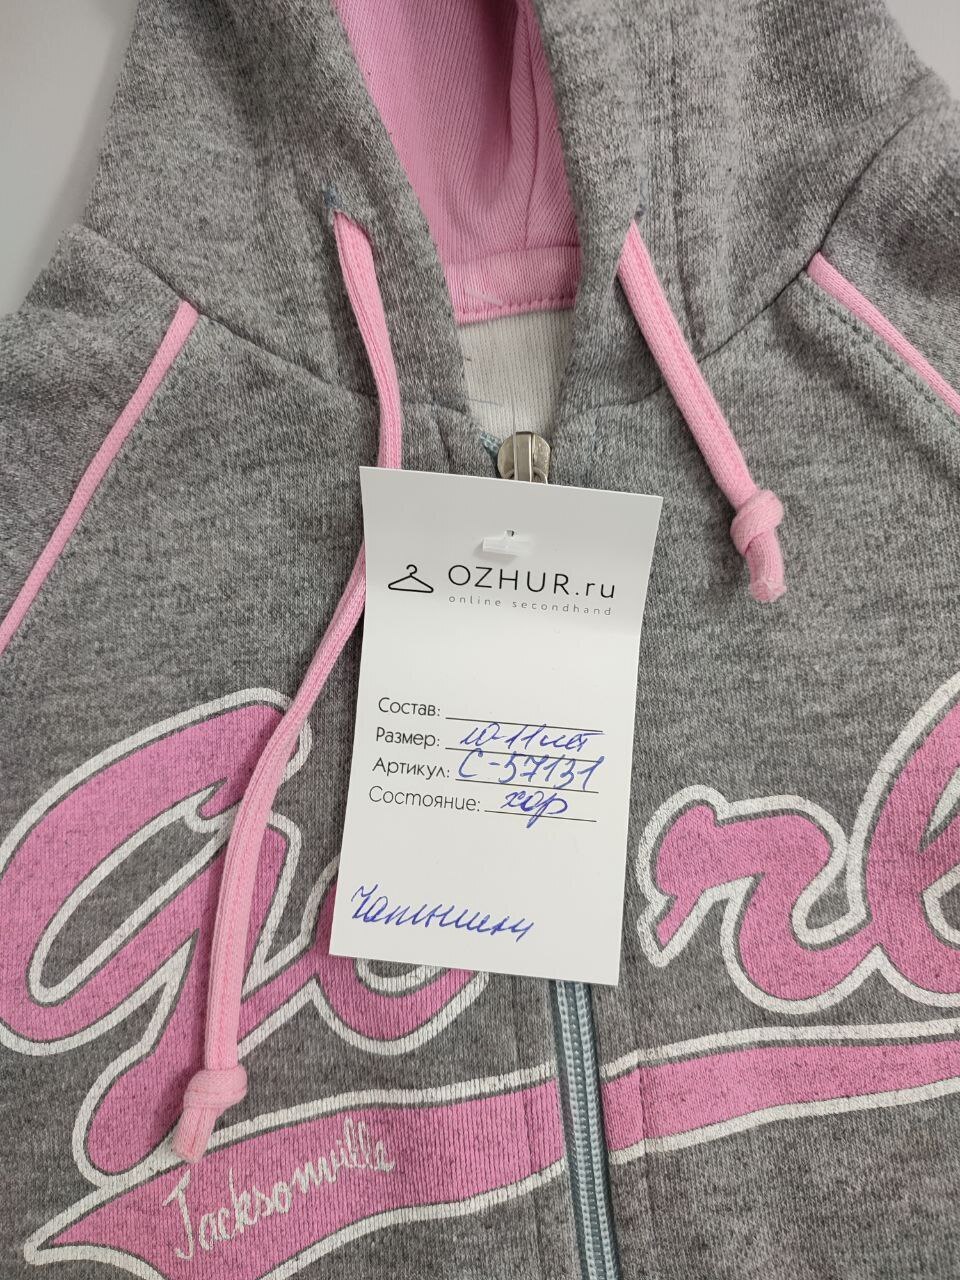 OZHUR.ru
online secondhand
Состав:
Размер: 10-11лет
Артикул: С-57131
Состояние: хор
Jacksonville